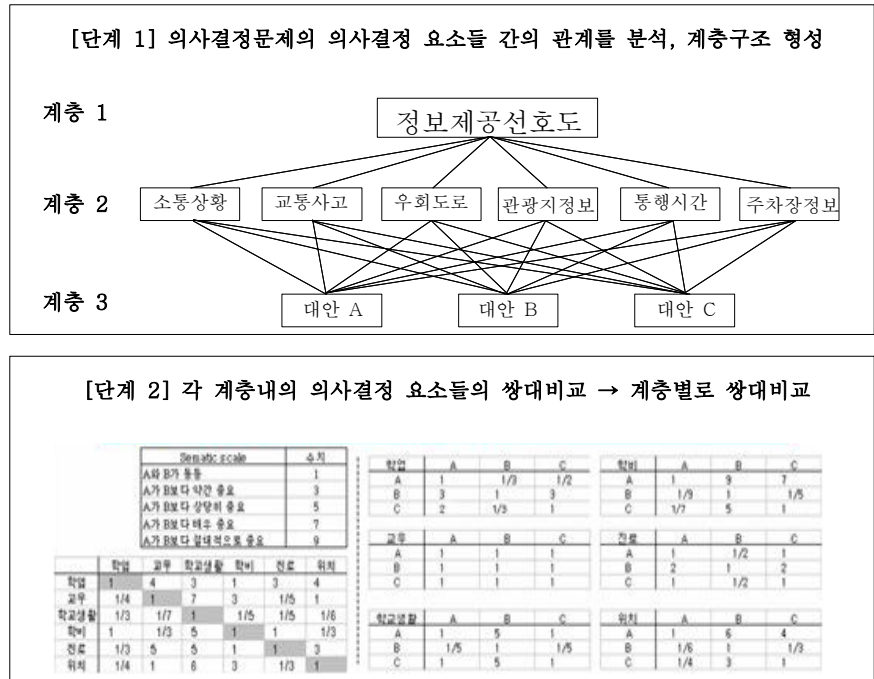 [단계 1] 의사결정문제의 의사결정 요소들 간의 관계를 분석, 계층구조 형성
계층 1
정보제공선호도
계층 2 소통상황 교통사고 우회도로 관광지정보 통행시간 주차장정보
계층 3 대안 A 대안 B 대안 C
[단계 2] 각 계층내의 의사결정 요소들의 쌍대비교 → 계층별로 쌍대비교
Sematic scale 수치
A와 B가 동등 1
A가 B보다 약간 중요 3
A가 B보다 상당히 중요 5
A가 B보다 매우 중요 7
A가 B보다 절대적으로 중요 9
학업 교우 학교생활 학비 진로 위치
학업 1 4 3 1 3 4
교우 1/4 1 7 3 1/5 1
학교생활 1/3 1/7 1 1/5 1/5 1/6
학비 1 1/3 5 1 1 1/3
진로 1/3 5 5 1 1 3
위치 1/4 1 6 3 1/3 1
학업 A B C
A 1 1/3 1/2
B 3 1 3
C 2 1/3 1
학비 A B C
A 1 9 7
B 1/9 1 1/5
C 1/7 5 1
교우 A B C
A 1 1 1
B 1 1 1
C 1 1 1
진로 A B C
A 1 1/2 1
B 2 1 2
C 1 1/2 1
학교생활 A B C
A 1 5 1
B 1/5 1 1/5
C 1 5 1
위치 A B C
A 1 6 4
B 1/6 1 1/3
C 1/4 3 1